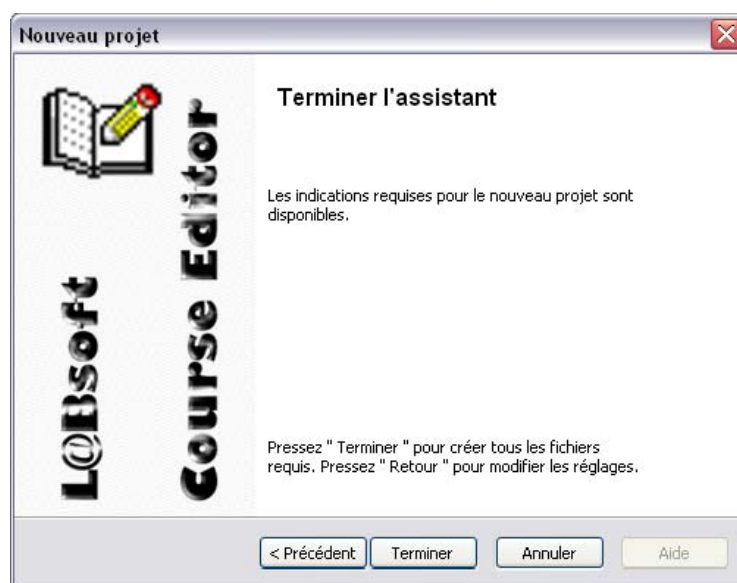 Nouveau projet
L@Bsoft
Course Editor
Terminer l'assistant
Les indications requises pour le nouveau projet sont
disponibles.
Pressez " Terminer " pour créer tous les fichiers
requis. Pressez " Retour " pour modifier les réglages.
< Précédent
Terminer
Annuler
Aide